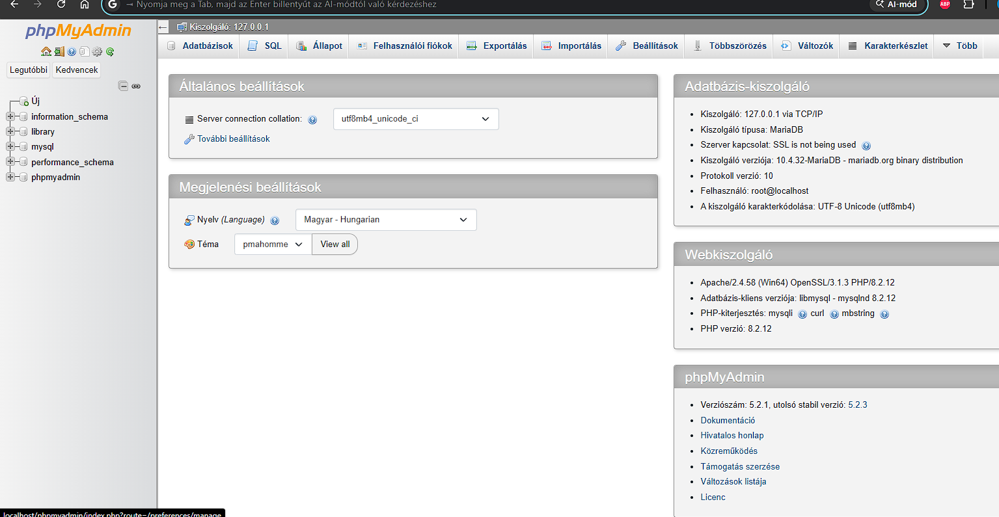 → Nyomja meg a Tab, majd az Enter billentyűt az AI-módtól való kérdezéshez
AI-mód
ABP
phpMyAdmin
Legutóbbi Kedvencek
Új
information_schema
library
mysql
performance_schema
phpmyadmin
Kiszolgáló: 127.0.0.1
Adatbázisok SQL Állapot Felhasználói fiókok Exportálás Importálás Beállítások Többszörözés Változók Karakterkészlet Több
Általános beállítások
Server connection collation: utf8mb4_unicode_ci
További beállítások
Megjelenési beállítások
Nyelv (Language) Magyar - Hungarian
Téma pmahomme View all
Adatbázis-kiszolgáló
Kiszolgáló: 127.0.0.1 via TCP/IP
Kiszolgáló típusa: MariaDB
Szerver kapcsolat: SSL is not being used
Kiszolgáló verziója: 10.4.32-MariaDB - mariadb.org binary distribution
Protokoll verzió: 10
Felhasználó: root@localhost
A kiszolgáló karakterkódolása: UTF-8 Unicode (utf8mb4)
Webkiszolgáló
Apache/2.4.58 (Win64) OpenSSL/3.1.3 PHP/8.2.12
Adatbázis-kliens verziója: libmysql - mysqlnd 8.2.12
PHP-kiterjesztés: mysqli curl mbstring
PHP verzió: 8.2.12
phpMyAdmin
Verziószám: 5.2.1, utolsó stabil verzió: 5.2.3
Dokumentáció
Hivatalos honlap
Közreműködés
Támogatás szerzése
Változások listája
Licenc
localhost/phpmyadmin/index.php?route=/preferences/manage